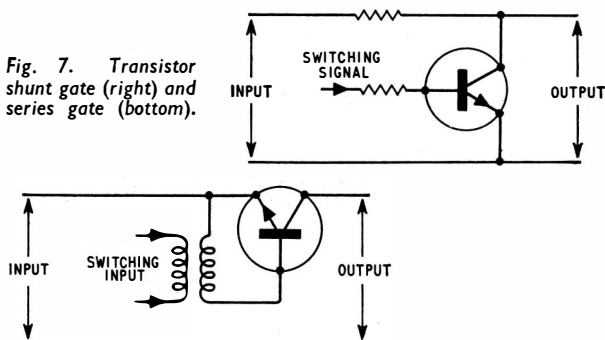 Fig. 7. Transistor
shunt gate (right) and
series gate (bottom).
INPUT
SWITCHING
SIGNAL
OUTPUT
INPUT
SWITCHING
INPUT
OUTPUT